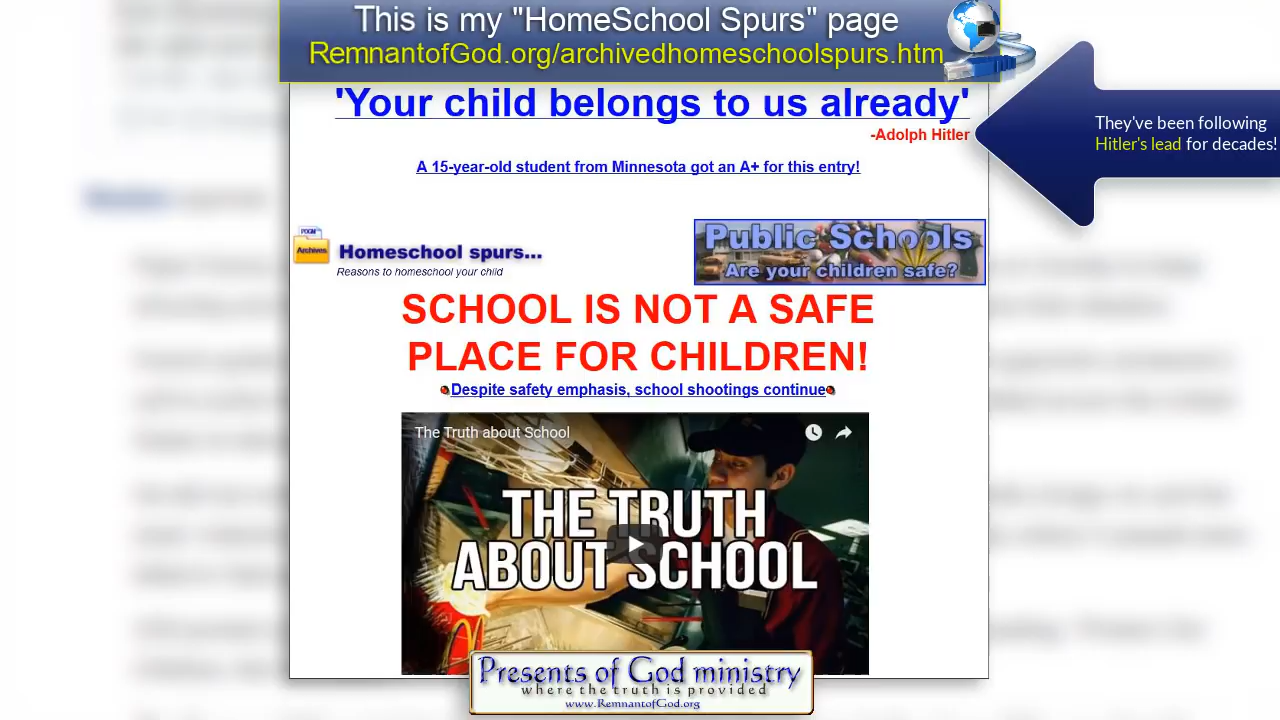 This is my "HomeSchool Spurs" page
RemnantofGod.org/archivedhomeschoolspurs.htm
'Your child belongs to us already'
-Adolph Hitler
They've been following
Hitler's lead for decades!
A 15-year-old student from Minnesota got an A+ for this entry!
POGM
Archives
Homeschool spurs...
Reasons to homeschool your child
Public Schools
Are your children safe?
SCHOOL IS NOT A SAFE
PLACE FOR CHILDREN!
Despite safety emphasis, school shootings continue
The Truth about School
THE TRUTH
ABOUT SCHOOL
Presents of God ministry
where the truth is provided
www.RemnantofGod.org